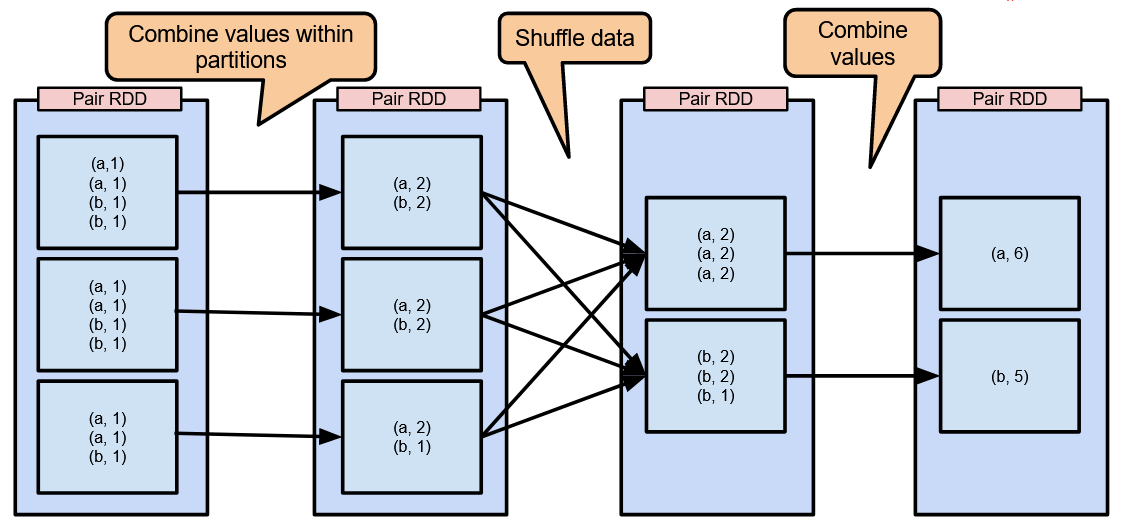 Combine values within
partitions
Shuffle data
Combine
values
Pair RDD
Pair RDD
Pair RDD
Pair RDD
(a,1)
(a, 1)
(b, 1)
(b, 1)
(a, 1)
(a, 1)
(b, 1)
(b, 1)
(a, 1)
(a, 1)
(b, 1)
(a, 2)
(b, 2)
(a, 2)
(b, 2)
(a, 2)
(b, 1)
(a, 2)
(a, 2)
(a, 2)
(b, 2)
(b, 2)
(b, 1)
(a, 6)
(b, 5)